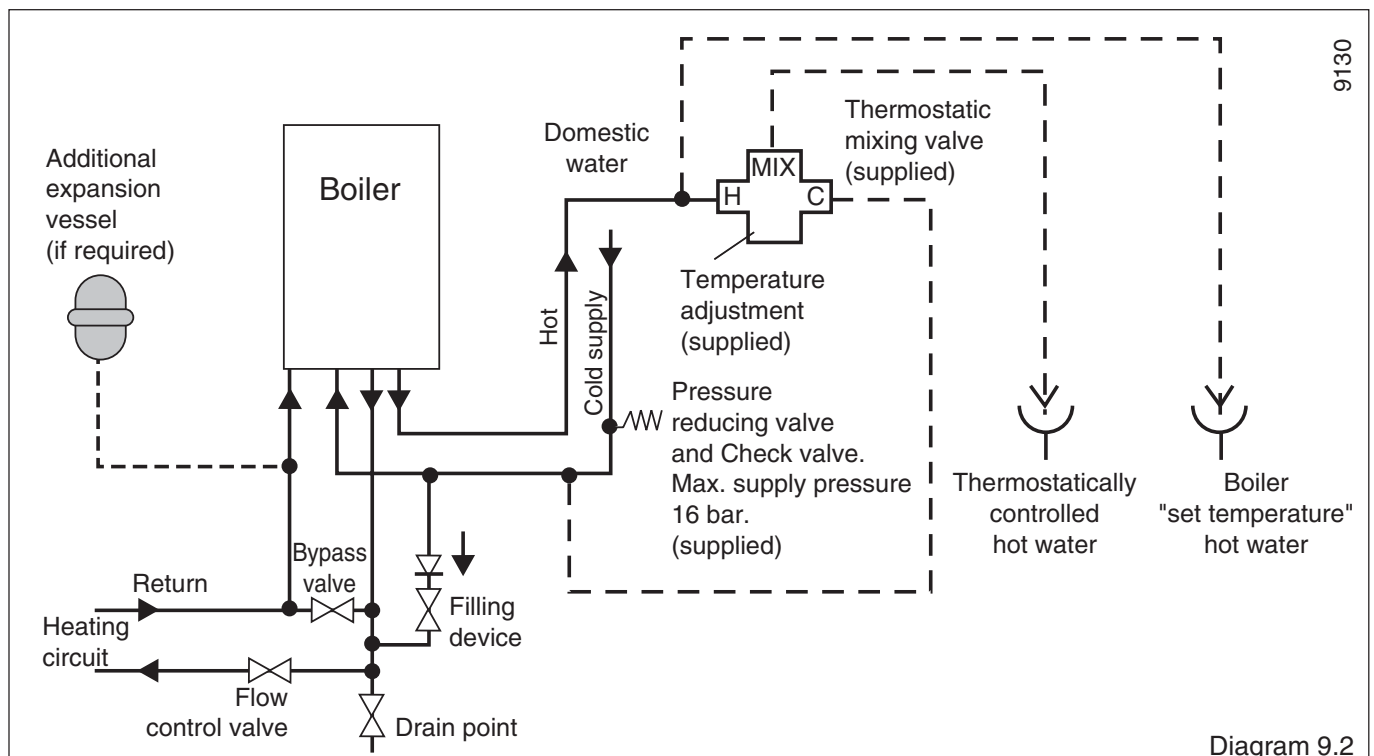 9130
Additional
expansion
vessel
(if required)
Boiler
Domestic
water
Thermostatic
mixing valve
(supplied)
MIX
H
C
Temperature
adjustment
(supplied)
Hot
Cold supply
Pressure
reducing valve
and Check valve.
Max. supply pressure
16 bar.
(supplied)
Thermostatically
controlled
hot water
Boiler
"set temperature"
hot water
Return
Bypass
valve
Filling
device
Heating
circuit
Flow
control valve
Drain point
Diagram 9.2